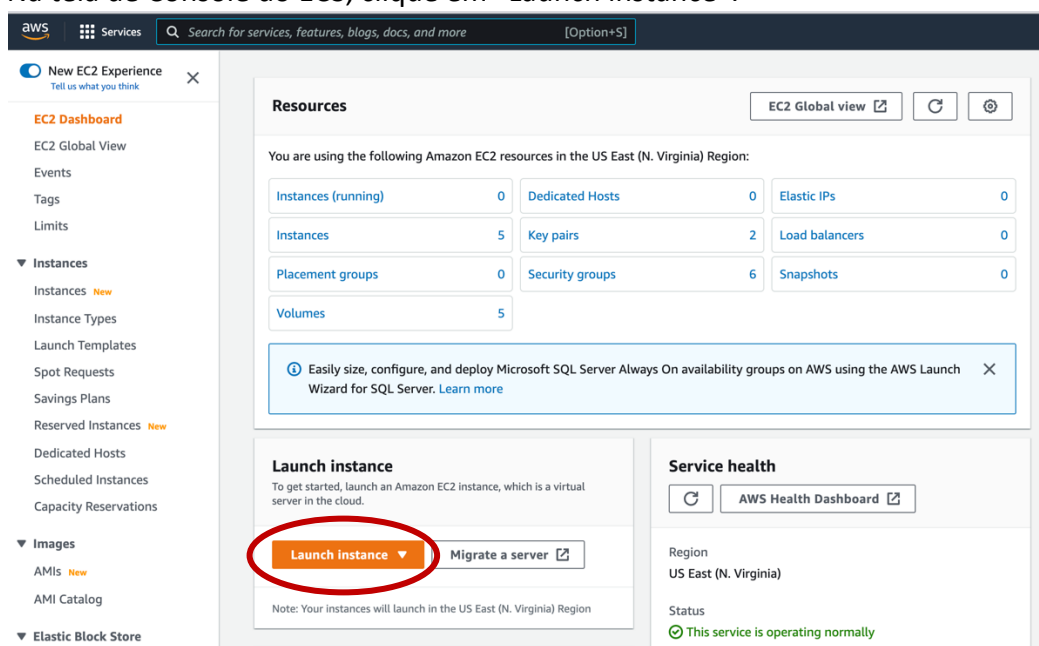 Na tela de Console do EC2, clique em "Launch instance".
aws
Services
Search for services, features, blogs, docs, and more
[Option+S]
New EC2 Experience
Tell us what you think
EC2 Dashboard
EC2 Global View
Events
Tags
Limits
Instances
Instances New
Instance Types
Launch Templates
Spot Requests
Savings Plans
Reserved Instances New
Dedicated Hosts
Scheduled Instances
Capacity Reservations
Images
AMIs New
AMI Catalog
Elastic Block Store
Resources
EC2 Global view
You are using the following Amazon EC2 resources in the US East (N. Virginia) Region:
Instances (running) 0
Dedicated Hosts 0
Elastic IPs 0
Instances 5
Key pairs 2
Load balancers 0
Placement groups 0
Security groups 6
Snapshots 0
Volumes 5
Easily size, configure, and deploy Microsoft SQL Server Always On availability groups on AWS using the AWS Launch
Wizard for SQL Server. Learn more
Launch instance
To get started, launch an Amazon EC2 instance, which is a virtual
server in the cloud.
Launch instance
Migrate a server
Note: Your instances will launch in the US East (N. Virginia) Region
Service health
AWS Health Dashboard
Region
US East (N. Virginia)
Status
This service is operating normally